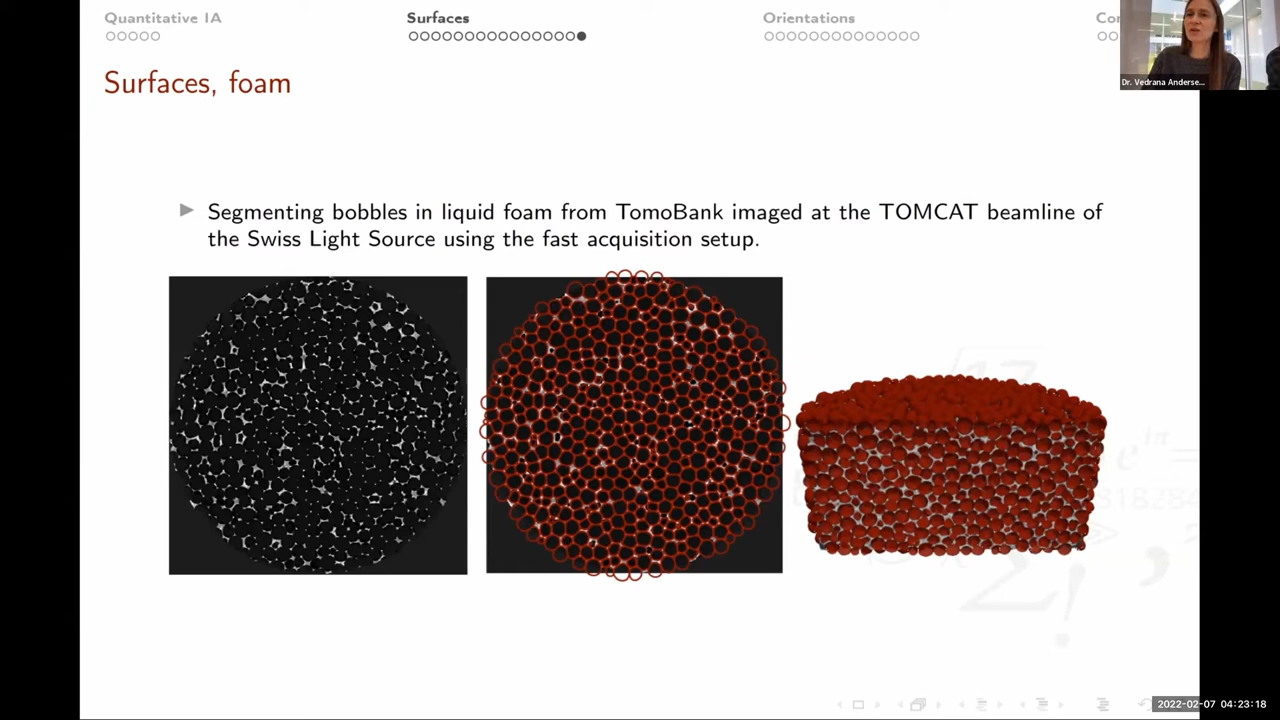 Quantitative IA
Surfaces
Orientations
Con
Surfaces, foam
Dr. Vedrana Anderse...
Segmenting bobbles in liquid foam from TomoBank imaged at the TOMCAT beamline of
the Swiss Light Source using the fast acquisition setup.
2022-02-07 04:23:18